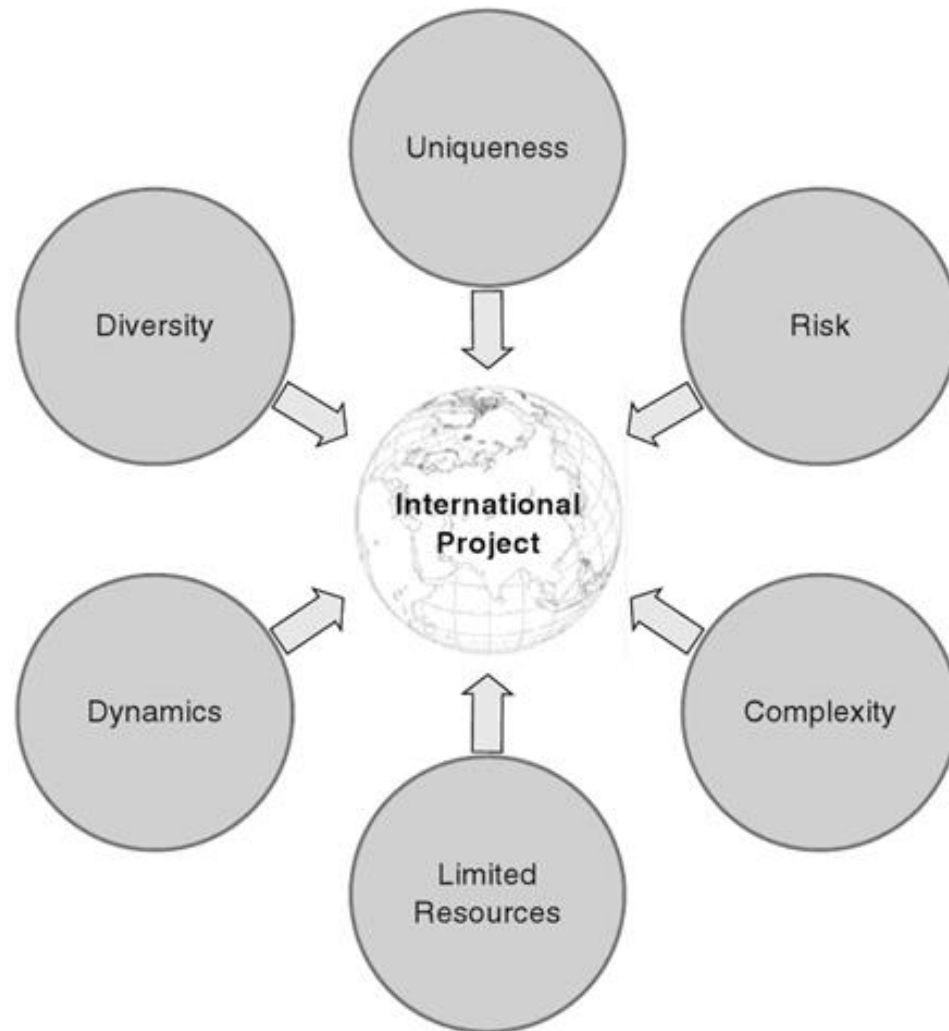 Uniqueness
Diversity
Risk
International
Project
Dynamics
Complexity
Limited
Resources